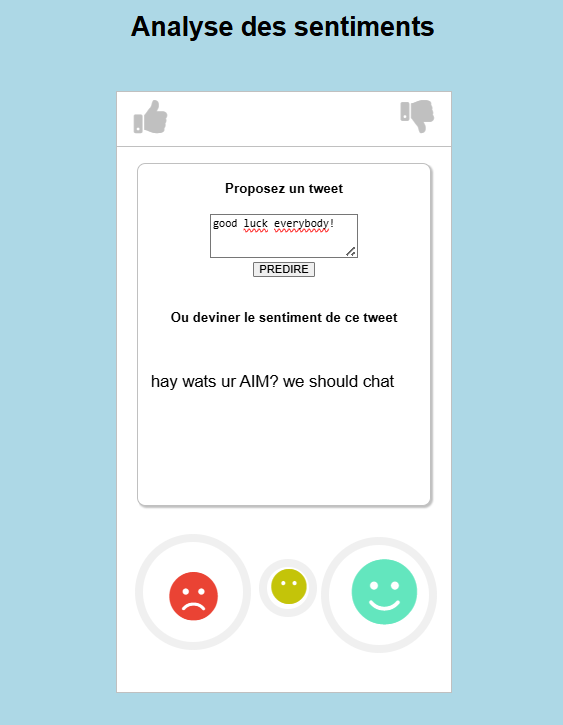 Analyse des sentiments
Proposez un tweet
good luck everybody!
PREDIRE
Ou deviner le sentiment de ce tweet
hay wats ur AIM? we should chat